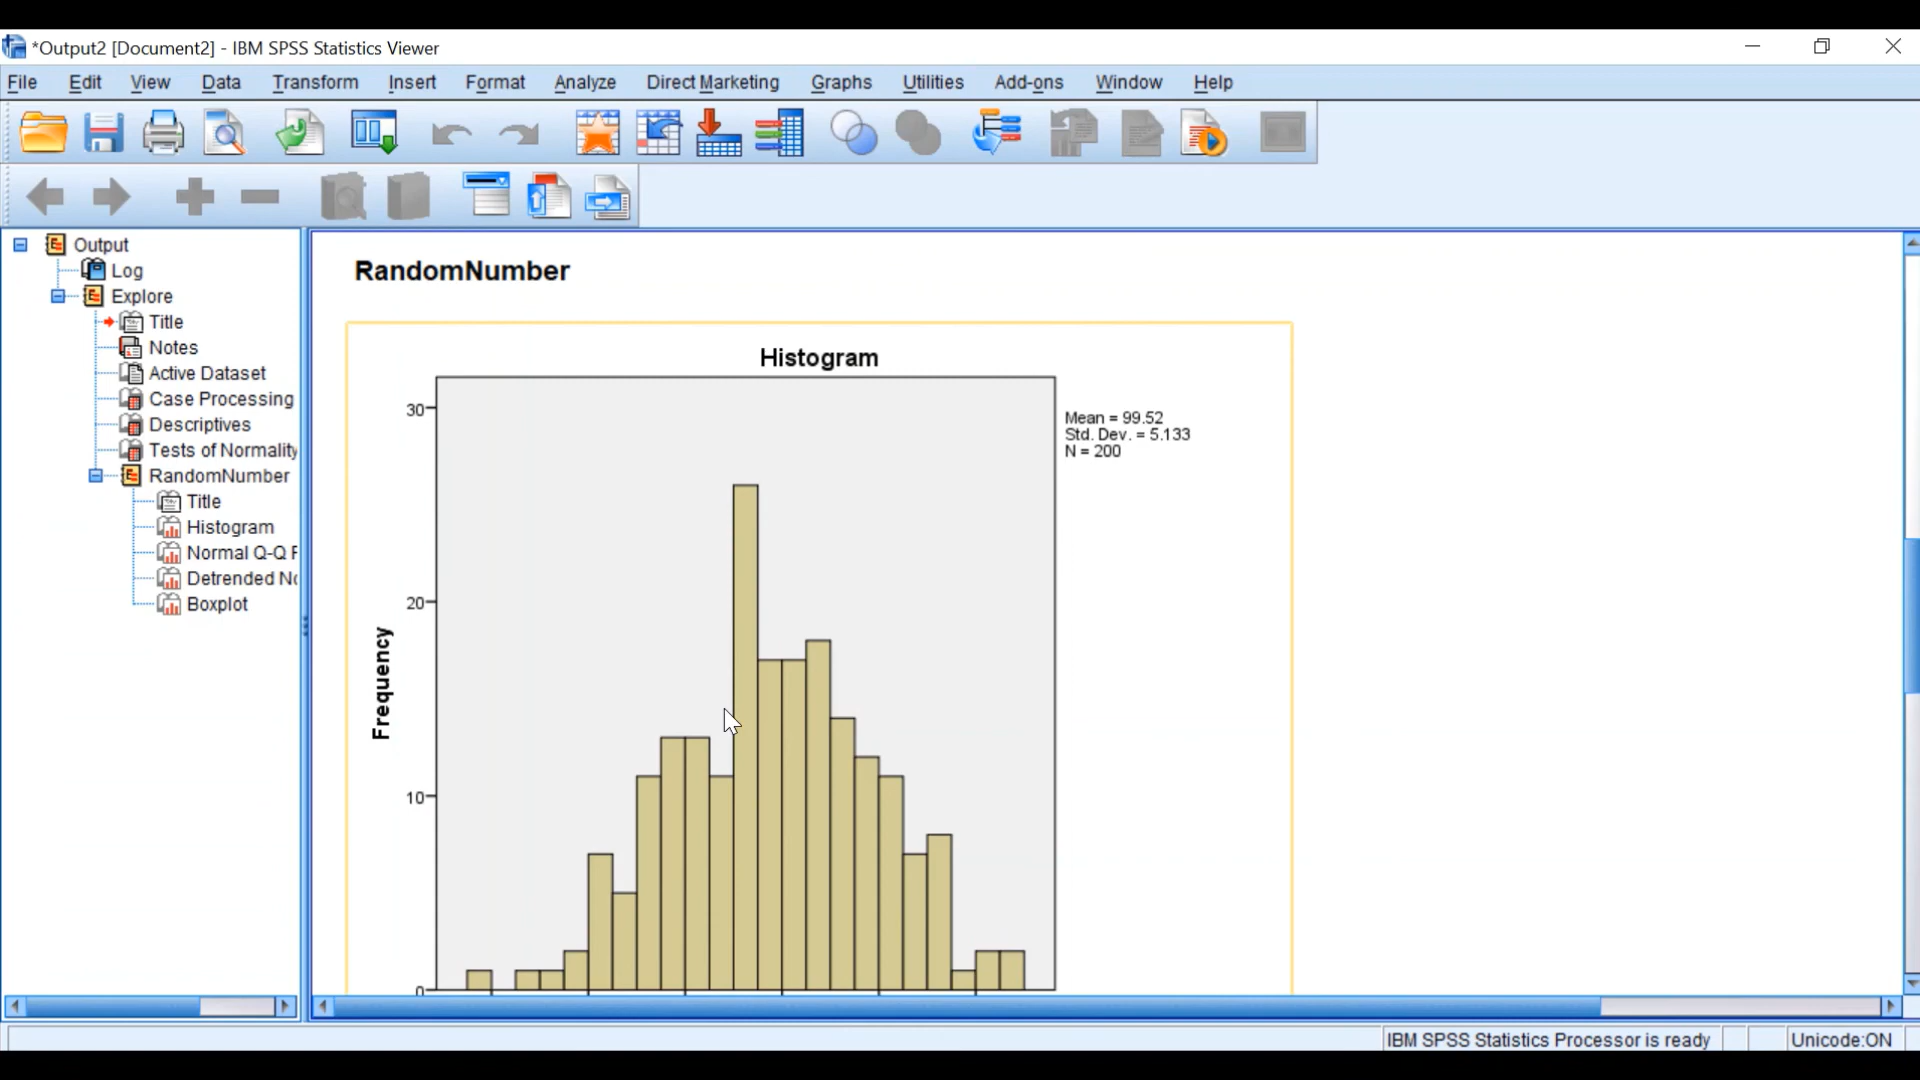 *Output2 [Document2] - IBM SPSS Statistics Viewer
File Edit View Data Transform Insert Format Analyze Direct Marketing Graphs Utilities Add-ons Window Help
Output
Log
Explore
Title
Notes
Active Dataset
Case Processing
Descriptives
Tests of Normality
RandomNumber
Title
Histogram
Normal Q-Q
Detrended
Boxplot
RandomNumber
Histogram
30
20
10
0
Frequency
Mean = 99.52
Std. Dev. = 5.133
N = 200
IBM SPSS Statistics Processor is ready Unicode:ON